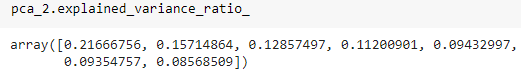 pca_2.explained_variance_ratio_
array([0.21666756, 0.15714864, 0.12857497, 0.11200901, 0.09432997,
0.09354757, 0.08568509])